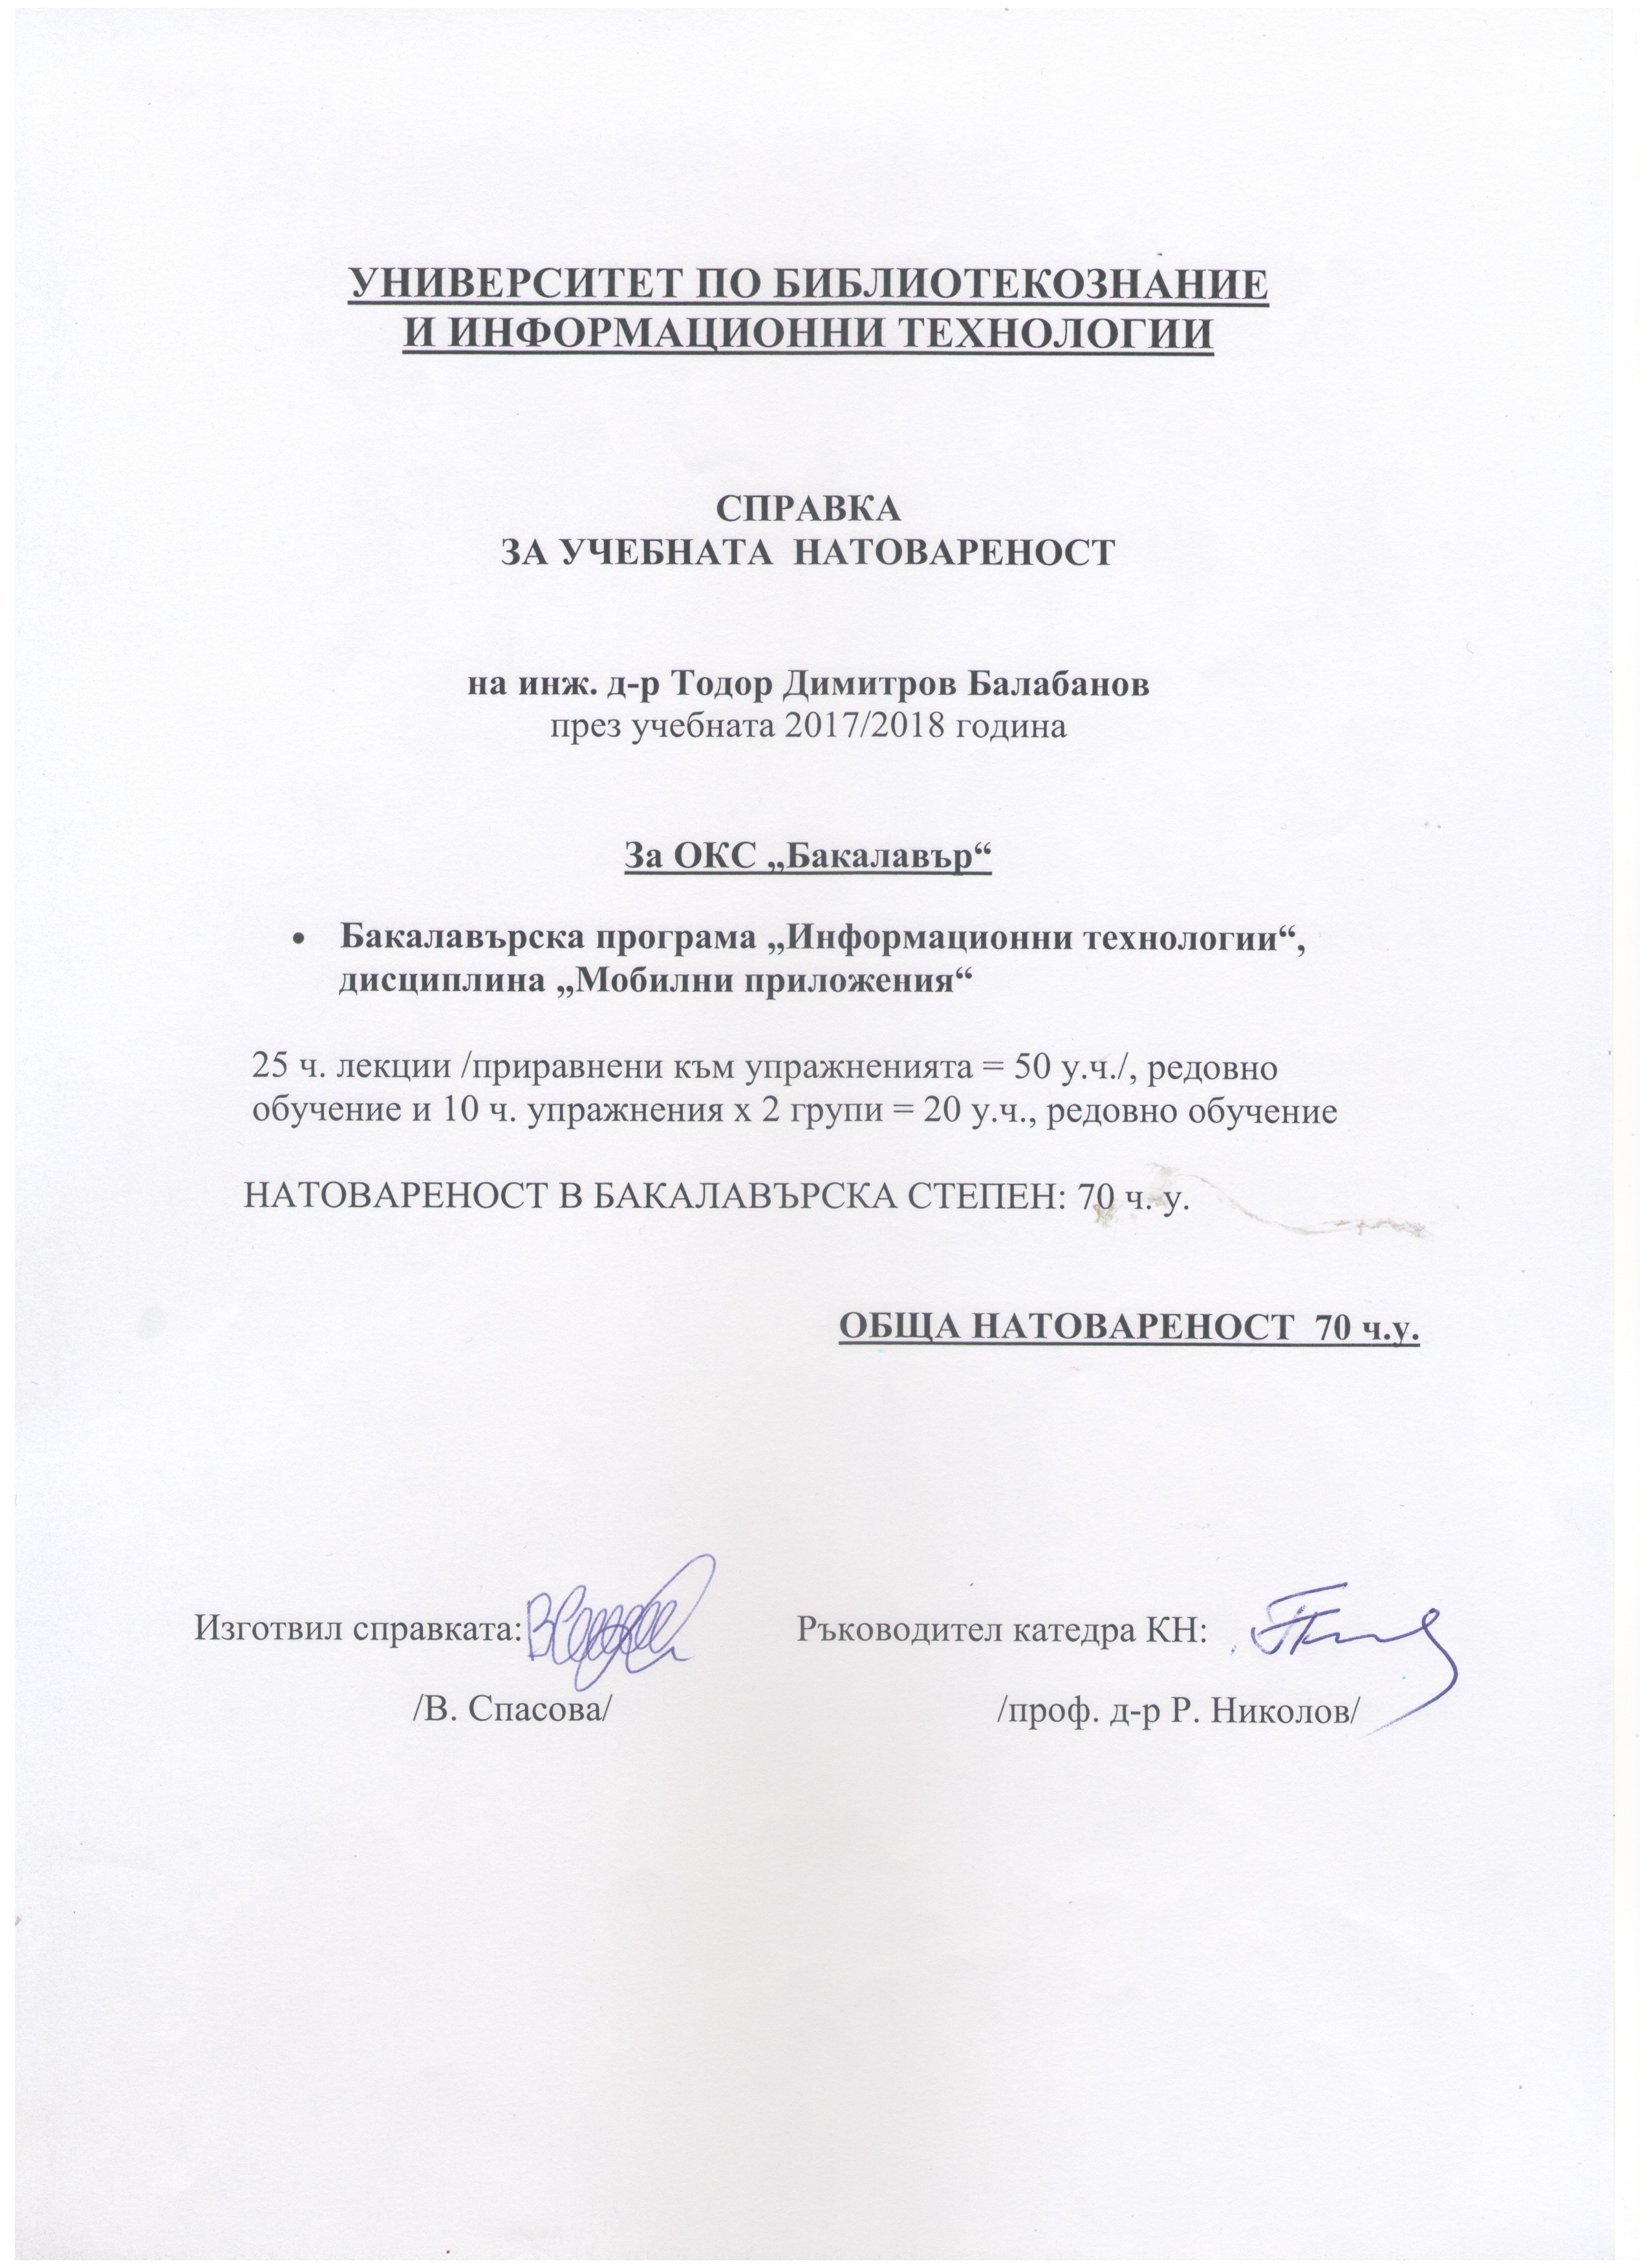 УНИВЕРСИТЕТ ПО БИБЛИОТЕКОЗНАНИЕ
И ИНФОРМАЦИОННИ ТЕХНОЛОГИИ
СПРАВКА
ЗА УЧЕБНАТА НАТОВАРЕНОСТ
на инж. д-р Тодор Димитров Балабанов
през учебната 2017/2018 година
За ОКС „Бакалавър“
• Бакалавърска програма „Информационни технологии“,
дисциплина „Мобилни приложения“
25 ч. лекции /приравнени към упражненията = 50 у.ч./, редовно
обучение и 10 ч. упражнения х 2 групи = 20 у.ч., редовно обучение
НАТОВАРЕНОСТ В БАКАЛАВЪРСКА СТЕПЕН: 70 ч. у.
ОБЩА НАТОВАРЕНОСТ 70 ч.у.
Изготвил справката: Ръководител катедра КН:
/В. Спасова/ /проф. д-р Р. Николов/